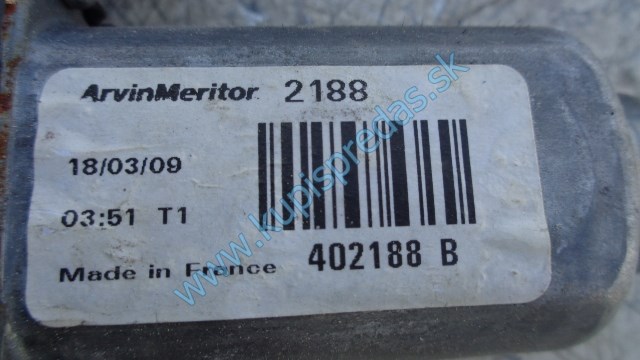 ArvinMeritor 2188
18/03/09
03:51 T1
Made in France
402188 B
www.kupispredas.sk